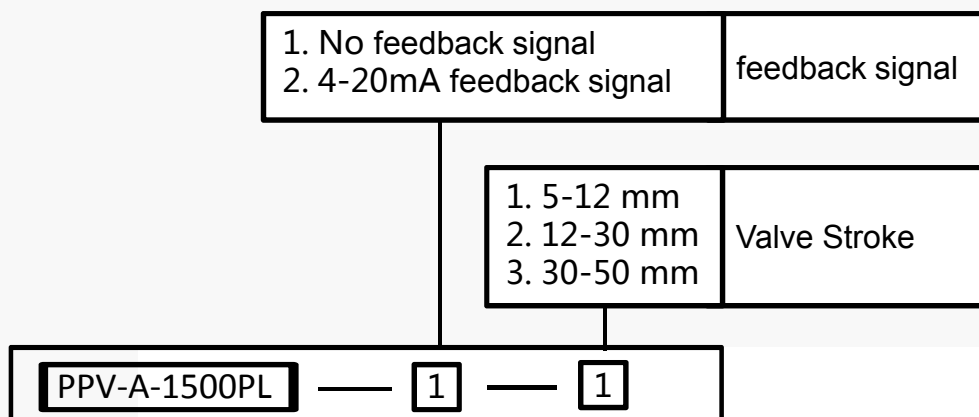 1. No feedback signal
2. 4-20mA feedback signal
feedback signal
1. 5-12 mm
2. 12-30 mm
3. 30-50 mm
Valve Stroke
PPV-A-1500PL — 1 — 1